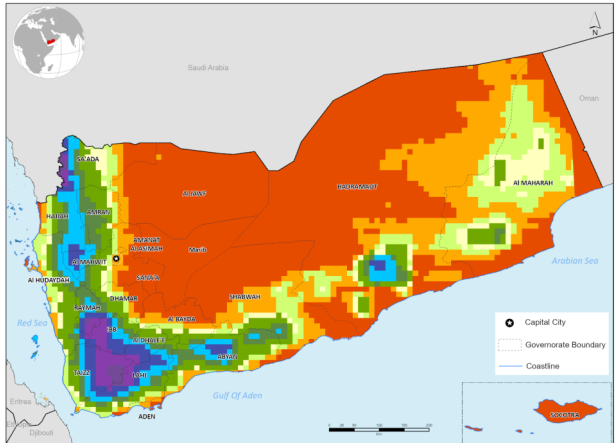 N
Saudi Arabia
Oman
SA'ADA
Al JAWF
HADRAMAUT
Al MAHARAH
HAJJAH
AMRAN
AMANAT
AL ASIMAH
Marib
Al MAHWIT
SANA'A
Arabian Sea
Al HUDAYDAH
DHAMAR
SHABWAH
RAYMAH
Al BAYDA
Red Sea
IBB
Al DHALE'E
ABYAN
Capital City
Governorate Boundary
Coastline
TAIZZ
LAHJ
Gulf Of Aden
Eritrea
ADEN
SOCOTRA
Djibouti